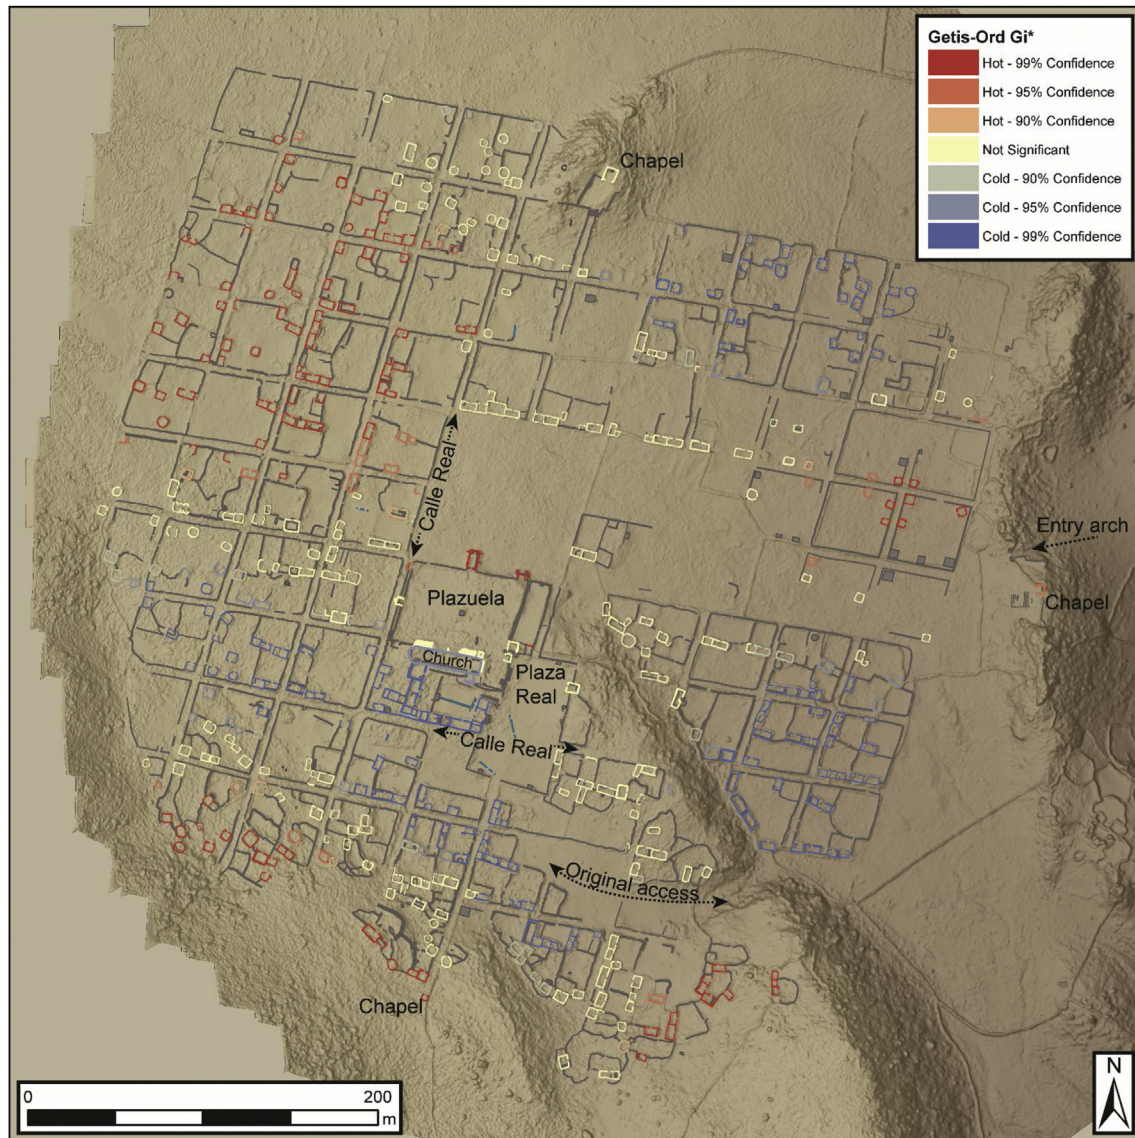 Getis-Ord Gi*
Hot - 99% Confidence
Hot - 95% Confidence
Hot - 90% Confidence
Not Significant
Cold - 90% Confidence
Cold - 95% Confidence
Cold - 99% Confidence
Chapel
Calle Real
Entry arch
Chapel
Plazuela
Church
Plaza
Real
Calle Real
Original access
Chapel
0
200
m
N